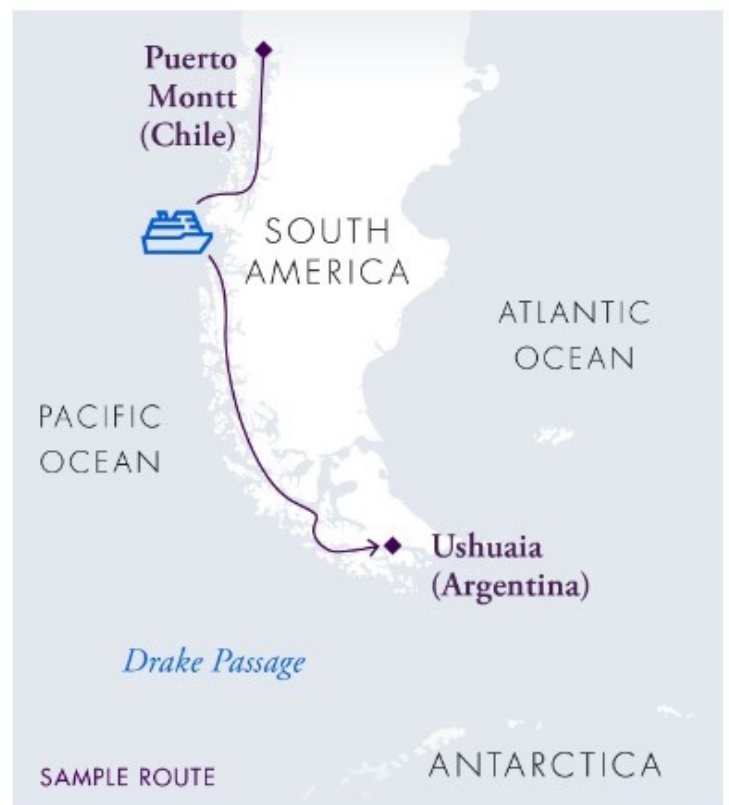 Puerto
Montt
(Chile)
SOUTH
AMERICA
ATLANTIC
OCEAN
PACIFIC
OCEAN
Ushuaia
(Argentina)
Drake Passage
ANTARCTICA
SAMPLE ROUTE